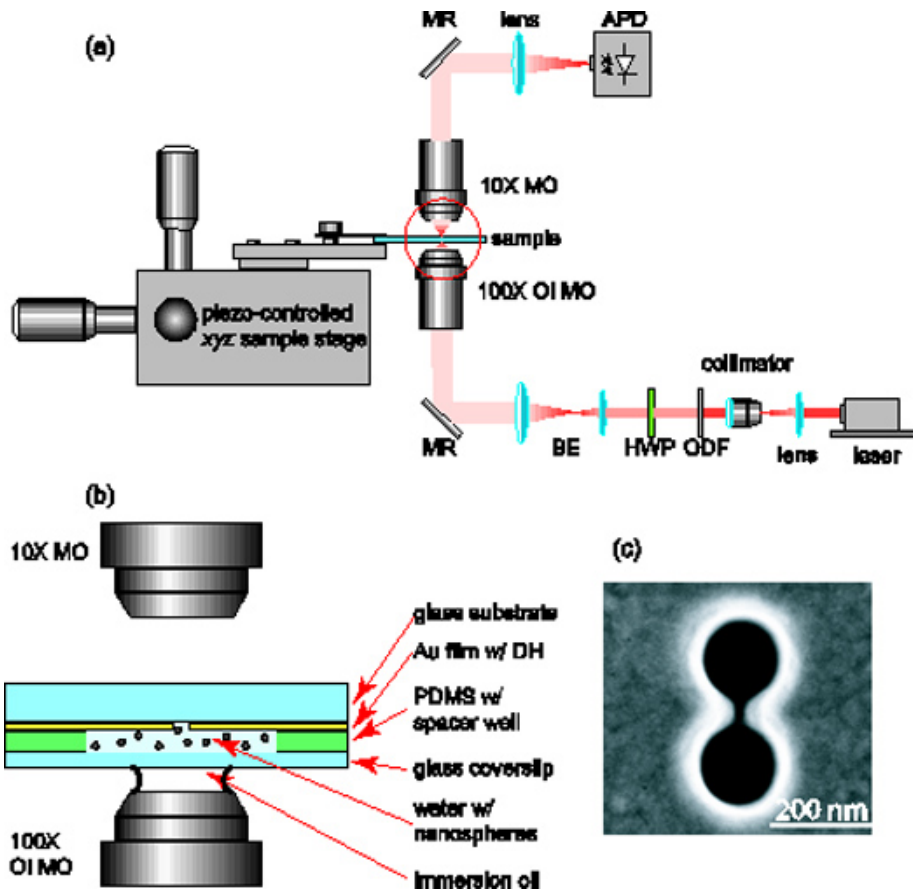 (a)
MR
lens
APD
10X MO
sample
100X OI MO
piezo-controlled
xyz sample stage
collimator
MR
BE
HWP
ODF
lens
laser
(b)
10X MO
glass substrate
Au film w/ DH
PDMS w/
spacer well
glass coverslip
water w/
nanospheres
immersion oil
100X
OI MO
(c)
200 nm